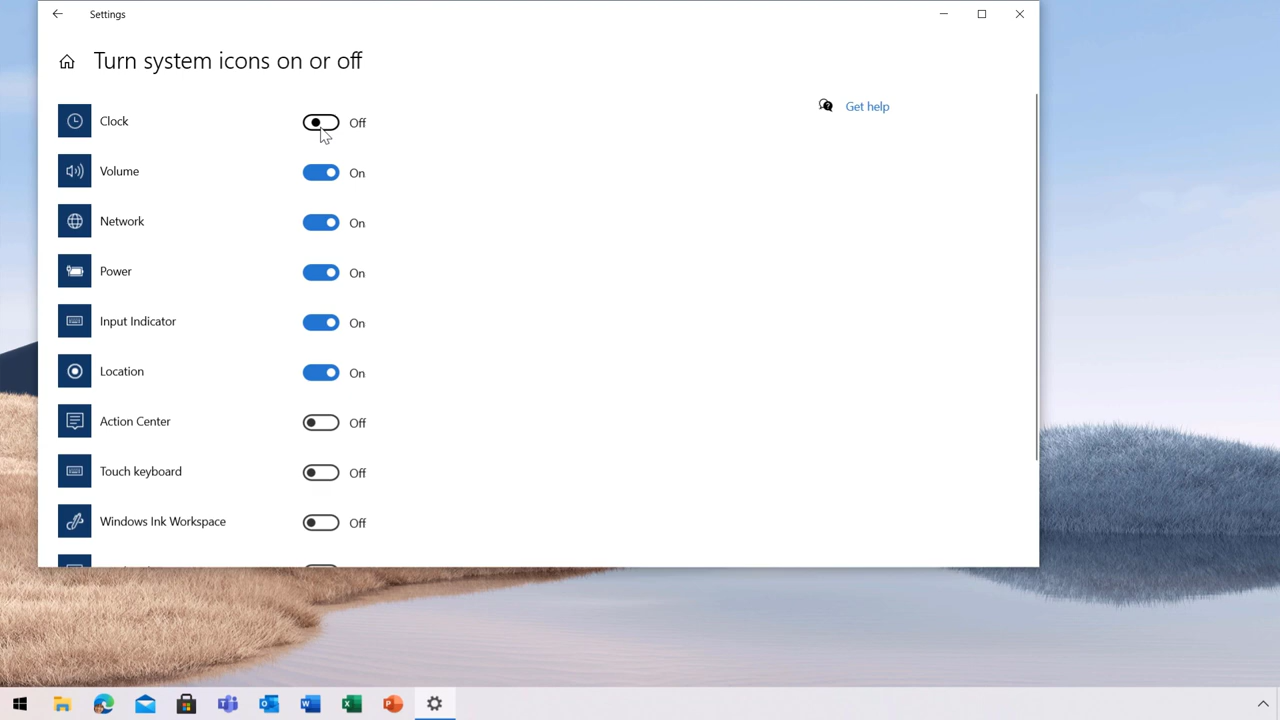 Settings
Turn system icons on or off
Clock Off
Get help
Volume On
Network On
Power On
Input Indicator On
Location On
Action Center Off
Touch keyboard Off
Windows Ink Workspace Off